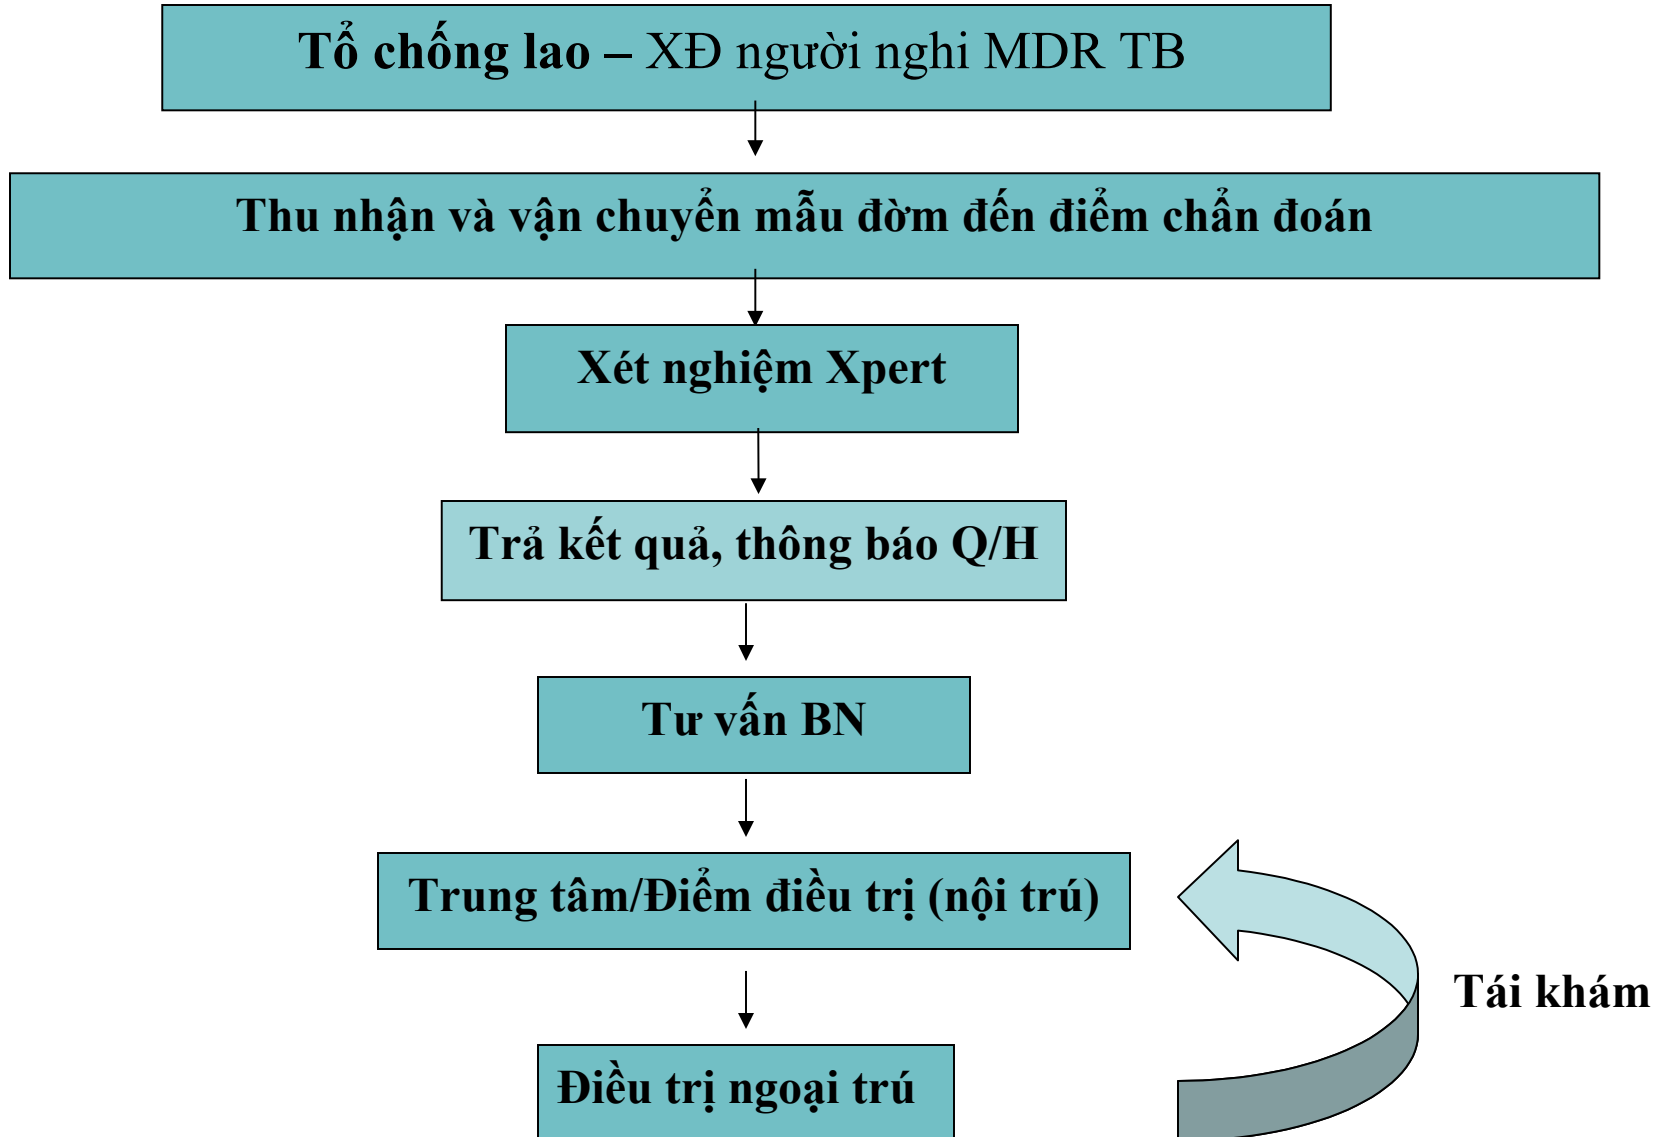 Tổ chống lao – XĐ người nghi MDR TB
Thu nhận và vận chuyển mẫu đờm đến điểm chẩn đoán
Xét nghiệm Xpert
Trả kết quả, thông báo Q/H
Tư vấn BN
Trung tâm/Điểm điều trị (nội trú)
Tái khám
Điều trị ngoại trú